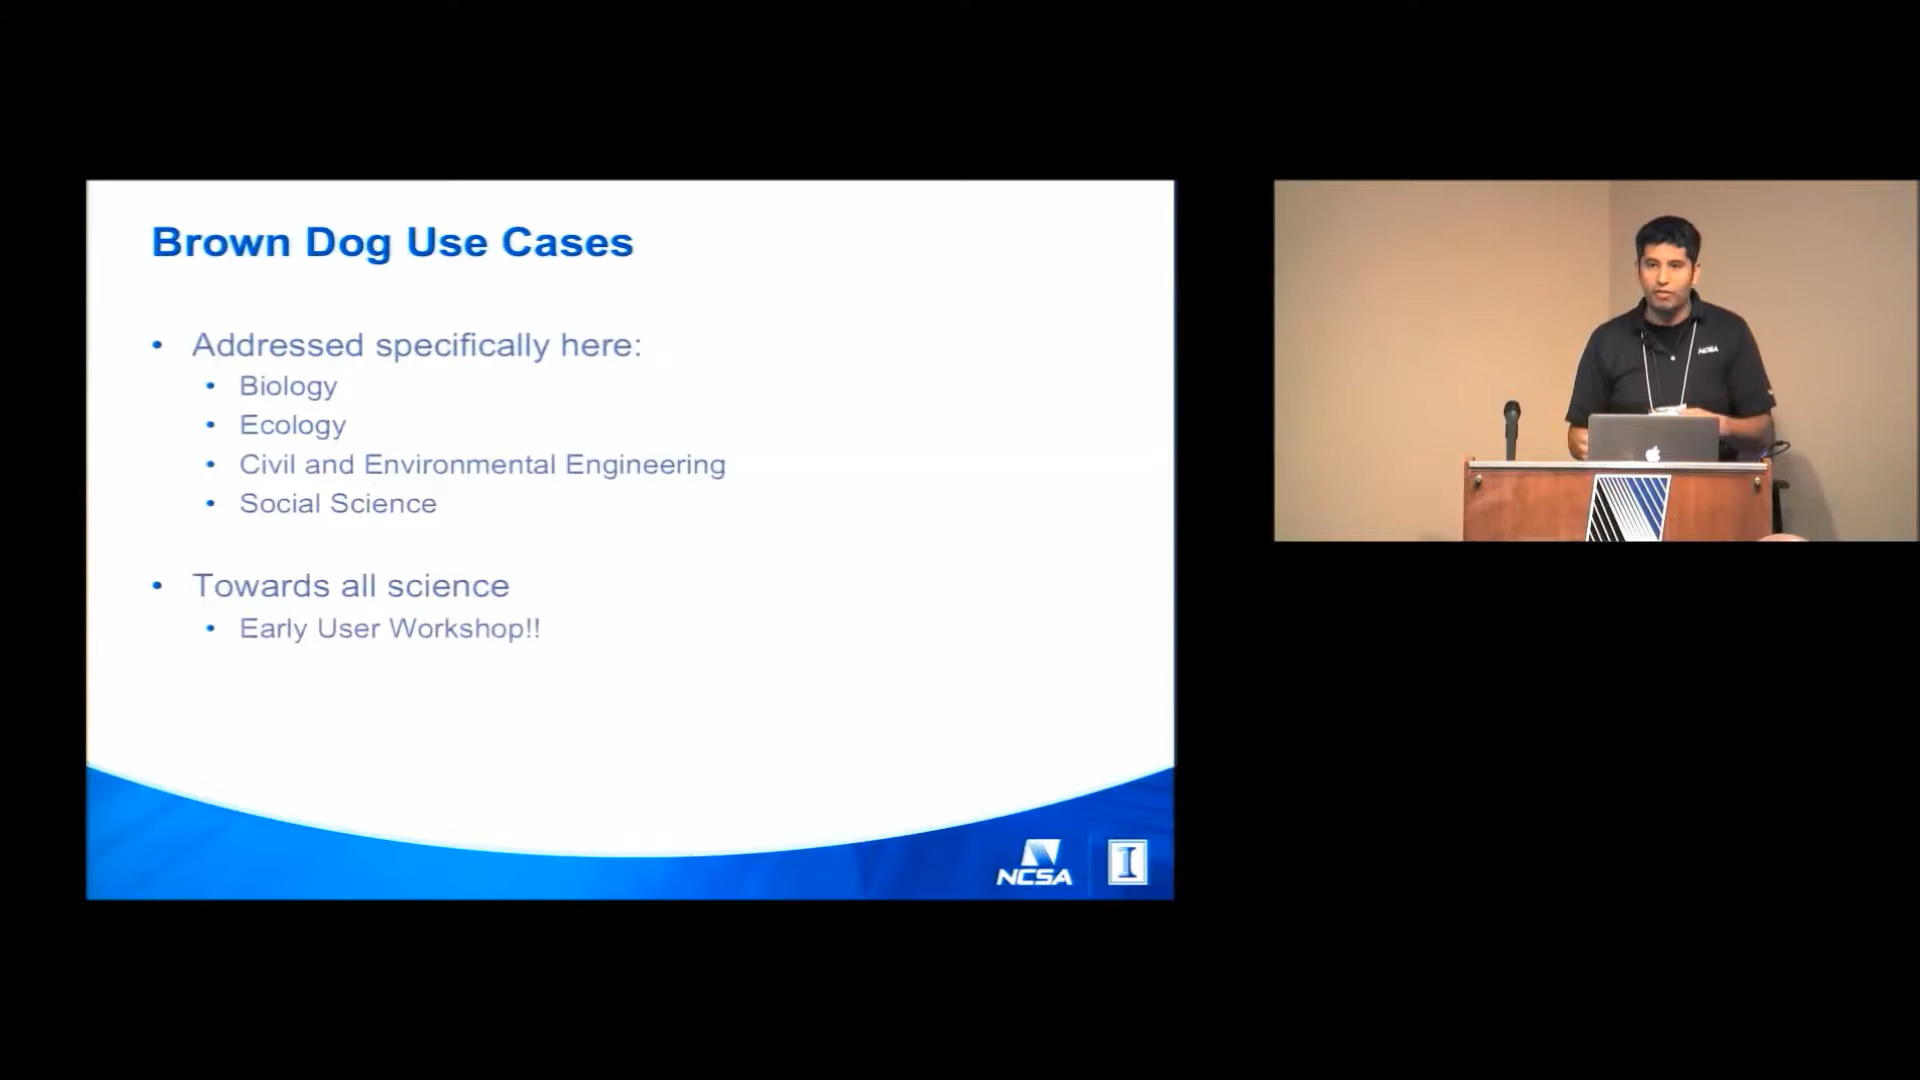 Brown Dog Use Cases
• Addressed specifically here:
• Biology
• Ecology
• Civil and Environmental Engineering
• Social Science
• Towards all science
• Early User Workshop!!
NCSA
I
NCSA